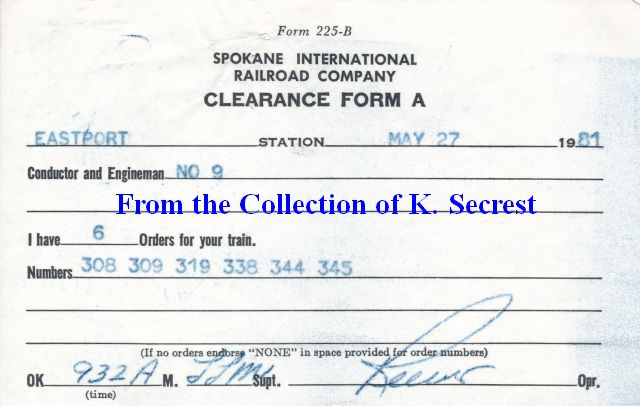 Form 225-B
SPOKANE INTERNATIONAL
RAILROAD COMPANY
CLEARANCE FORM A
EASTPORT STATION MAY 27 1981
Conductor and Engineman NO 9
From the Collection of K. Secrest
I have 6 Orders for your train.
Numbers 308 309 319 338 344 345
(If no orders endorse "NONE" in space provided for order numbers)
OK 932A M. Supt. Opr.
(time)